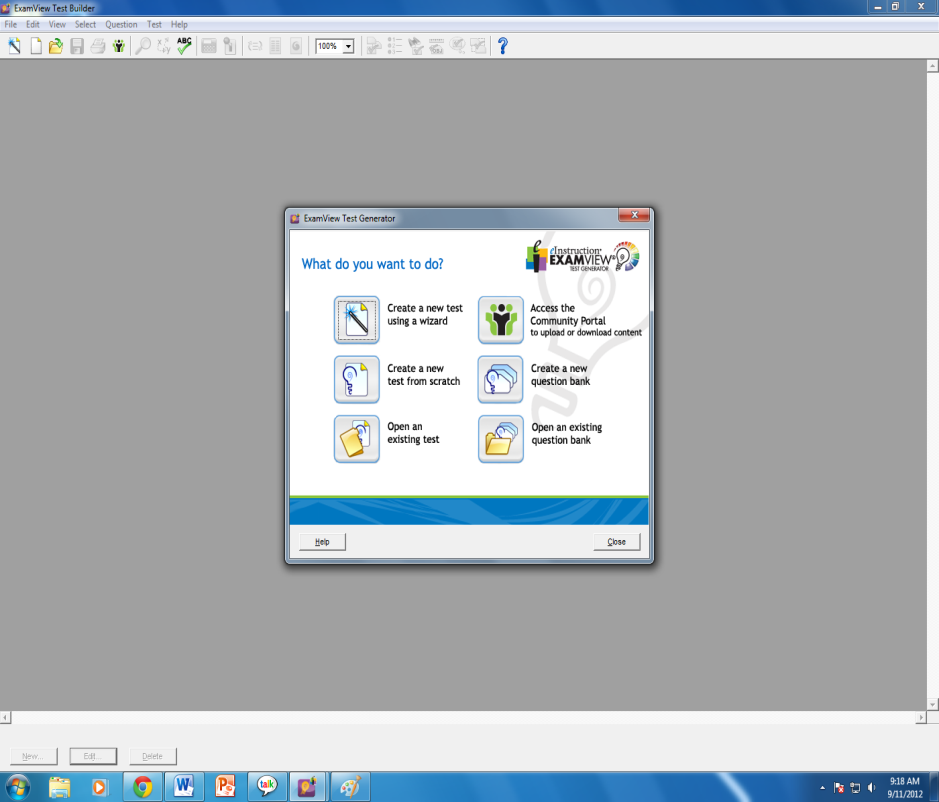 ExamView Test Builder
File Edit View Select Question Test Help
ABC
100%
?
ExamView Test Generator
What do you want to do?
eInstruction®
EXAMVIEW®
TEST GENERATOR
Create a new test
using a wizard
Access the
Community Portal
to upload or download content
Create a new
test from scratch
Create a new
question bank
Open an
existing test
Open an existing
question bank
Help
Close
New...
Edit...
Delete
talk
9:18 AM
9/11/2012